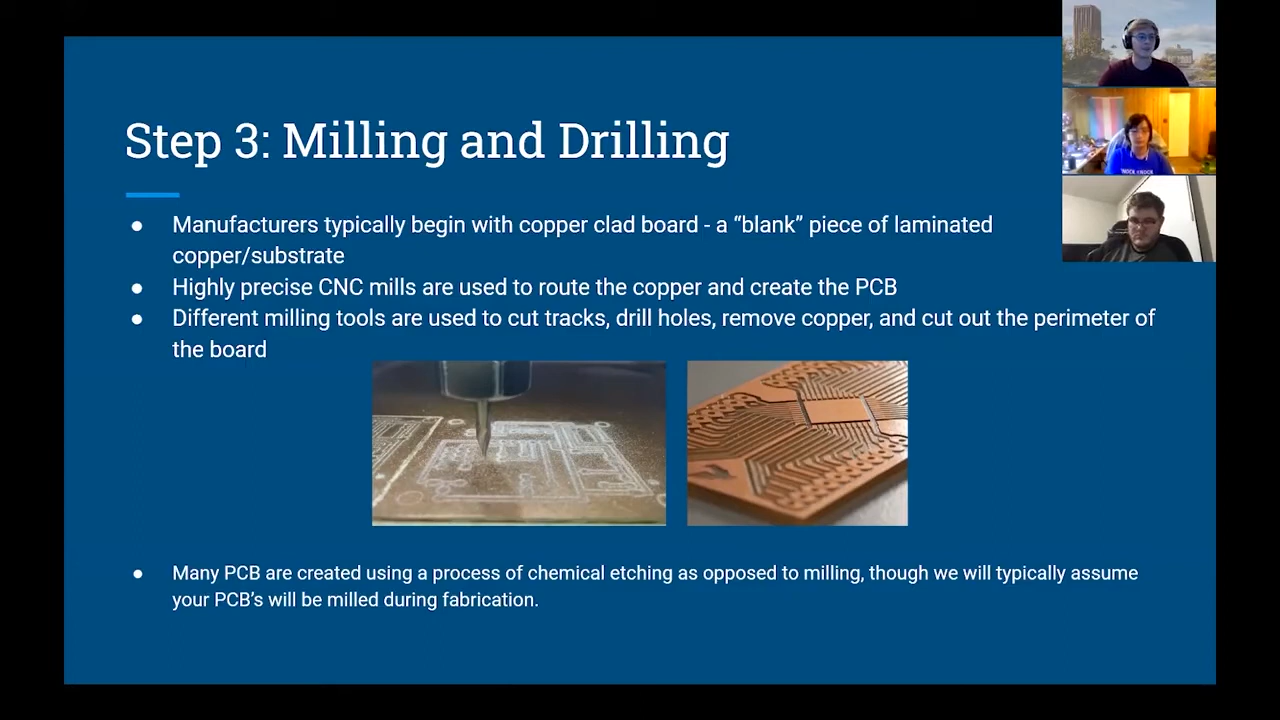 Step 3: Milling and Drilling
● Manufacturers typically begin with copper clad board - a “blank” piece of laminated
copper/substrate
● Highly precise CNC mills are used to route the copper and create the PCB
● Different milling tools are used to cut tracks, drill holes, remove copper, and cut out the perimeter of
the board
● Many PCB are created using a process of chemical etching as opposed to milling, though we will typically assume
your PCB’s will be milled during fabrication.